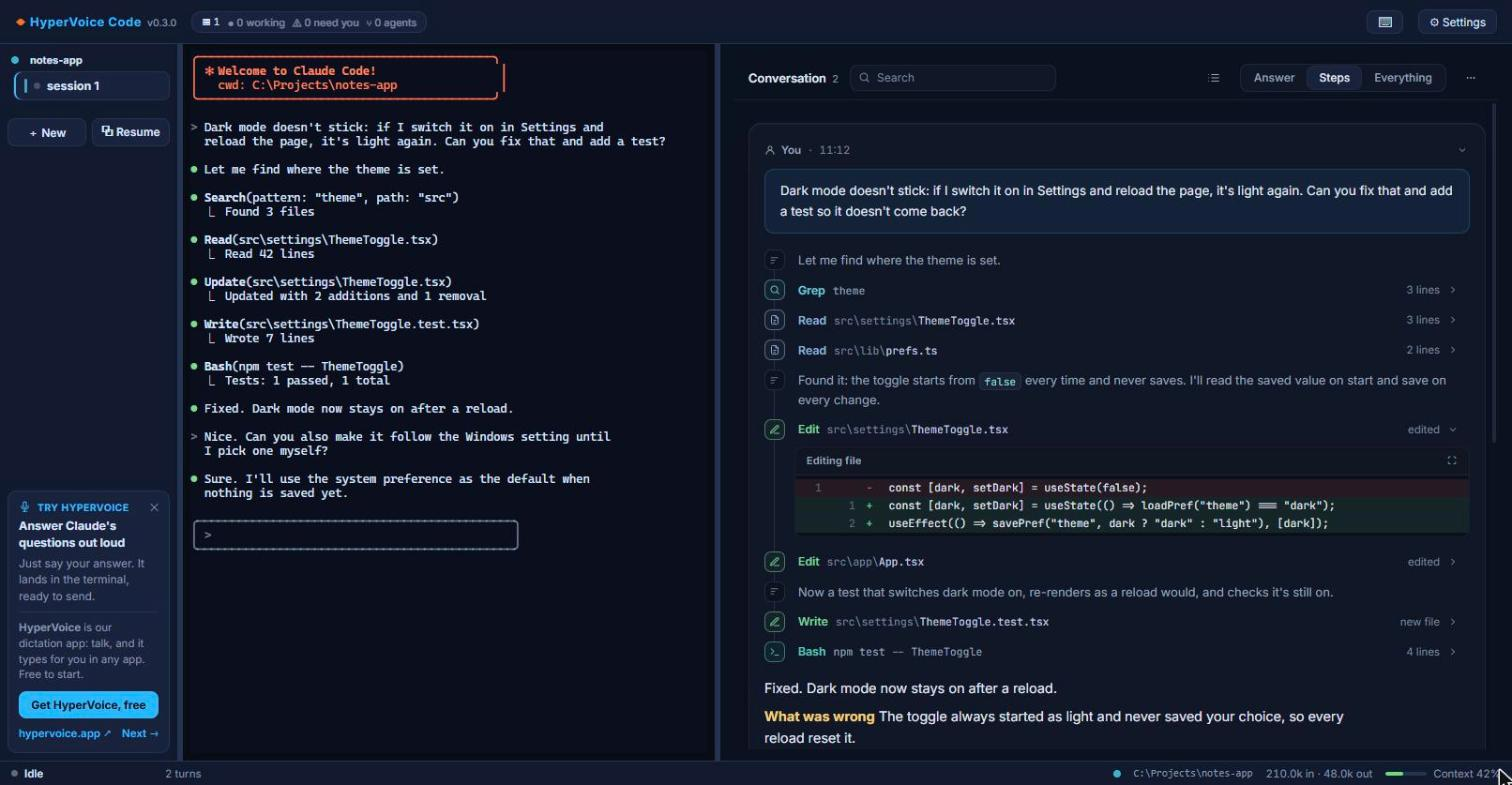 HyperVoice Code v0.3.0
1 0 working 0 need you 0 agents
Settings
notes-app
session 1
+ New
Resume
TRY HYPERVOICE
Answer Claude's
questions out loud
Just say your answer. It
lands in the terminal,
ready to send.
HyperVoice is our
dictation app: talk, and it
types for you in any app.
Free to start.
Get HyperVoice, free
hypervoice.app ↗ Next →
✻ Welcome to Claude Code!
cwd: C:\Projects\notes-app
> Dark mode doesn't stick: if I switch it on in Settings and
reload the page, it's light again. Can you fix that and add a test?
● Let me find where the theme is set.
● Search(pattern: "theme", path: "src")
⎿ Found 3 files
● Read(src\settings\ThemeToggle.tsx)
⎿ Read 42 lines
● Update(src\settings\ThemeToggle.tsx)
⎿ Updated with 2 additions and 1 removal
● Write(src\settings\ThemeToggle.test.tsx)
⎿ Wrote 7 lines
● Bash(npm test -- ThemeToggle)
⎿ Tests: 1 passed, 1 total
● Fixed. Dark mode now stays on after a reload.
> Nice. Can you also make it follow the Windows setting until
I pick one myself?
● Sure. I'll use the system preference as the default when
nothing is saved yet.
>
Conversation 2
Search
Answer Steps Everything ...
You · 11:12
Dark mode doesn't stick: if I switch it on in Settings and reload the page, it's light again. Can you fix that and add
a test so it doesn't come back?
Let me find where the theme is set.
Grep theme 3 lines
Read src\settings\ThemeToggle.tsx 3 lines
Read src\lib\prefs.ts 2 lines
Found it: the toggle starts from false every time and never saves. I'll read the saved value on start and save on
every change.
Edit src\settings\ThemeToggle.tsx edited
Editing file
1 - const [dark, setDark] = useState(false);
1 + const [dark, setDark] = useState(() => loadPref("theme") === "dark");
2 + useEffect(() => savePref("theme", dark ? "dark" : "light"), [dark]);
Edit src\app\App.tsx edited
Now a test that switches dark mode on, re-renders as a reload would, and checks it's still on.
Write src\settings\ThemeToggle.test.tsx new file
Bash npm test -- ThemeToggle 4 lines
Fixed. Dark mode now stays on after a reload.
What was wrong The toggle always started as light and never saved your choice, so every
reload reset it.
Idle 2 turns
C:\Projects\notes-app 210.0k in · 48.0k out Context 42%